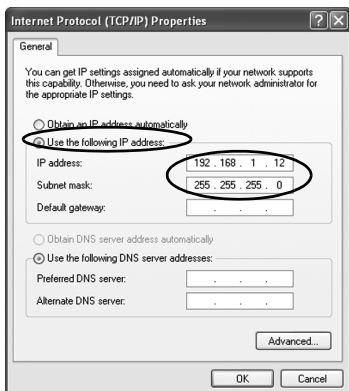 Internet Protocol (TCP/IP) Properties
General
You can get IP settings assigned automatically if your network supports
this capability. Otherwise, you need to ask your network administrator for
the appropriate IP settings.
Obtain an IP address automatically
Use the following IP address:
IP address: 192 . 168 . 1 . 12
Subnet mask: 255 . 255 . 255 . 0
Default gateway: . . .
Obtain DNS server address automatically
Use the following DNS server addresses:
Preferred DNS server: . . .
Alternate DNS server: . . .
Advanced...
OK Cancel